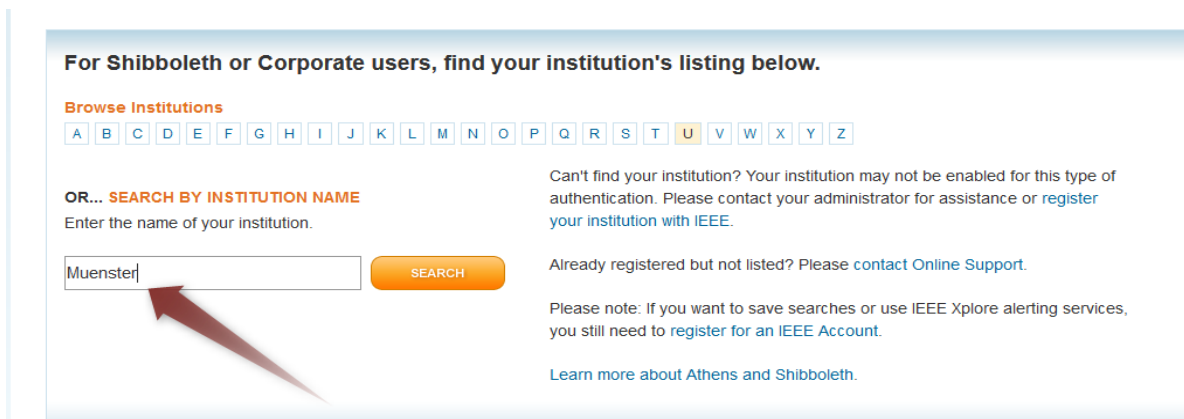 For Shibboleth or Corporate users, find your institution's listing below.
Browse Institutions
A B C D E F G H I J K L M N O P Q R S T U V W X Y Z
OR... SEARCH BY INSTITUTION NAME
Enter the name of your institution.
Muenster
SEARCH
Can't find your institution? Your institution may not be enabled for this type of
authentication. Please contact your administrator for assistance or register
your institution with IEEE.
Already registered but not listed? Please contact Online Support.
Please note: If you want to save searches or use IEEE Xplore alerting services,
you still need to register for an IEEE Account.
Learn more about Athens and Shibboleth.